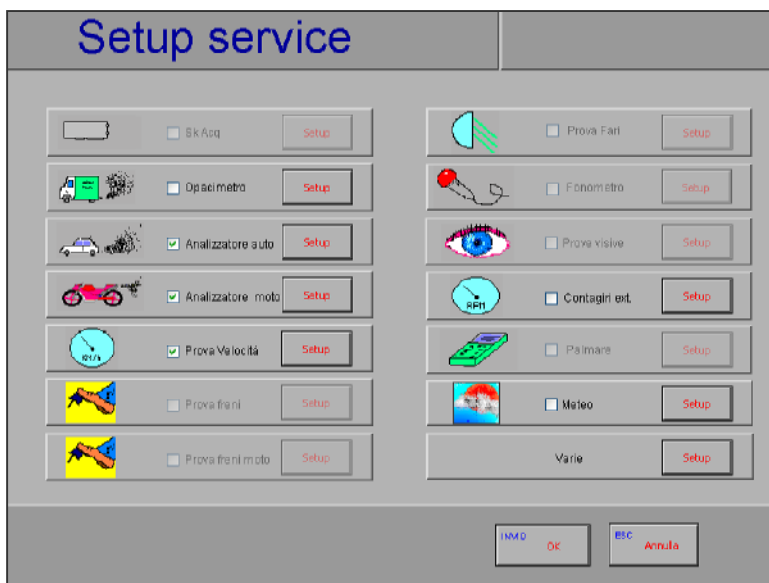 Setup service
Sk Acq Setup
Opacimetro Setup
Analizzatore auto Setup
Analizzatore moto Setup
KM/h Prova Velocità Setup
Prova freni Setup
Prova freni moto Setup
Prova Fari Setup
Fonometro Setup
Prove visive Setup
RPM Contagiri ext. Setup
Palmare Setup
Meteo Setup
Varie Setup
INVIO OK
ESC Annulla